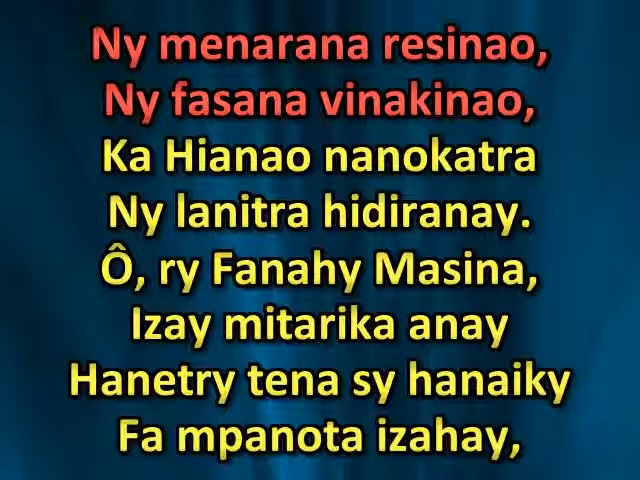 Ny menarana resinao,
Ny fasana vinakinao,
Ka Hianao nanokatra
Ny lanitra hidiranay.
Ô, ry Fanahy Masina,
Izay mitarika anay
Hanetry tena sy hanaiky
Fa mpanota izahay,